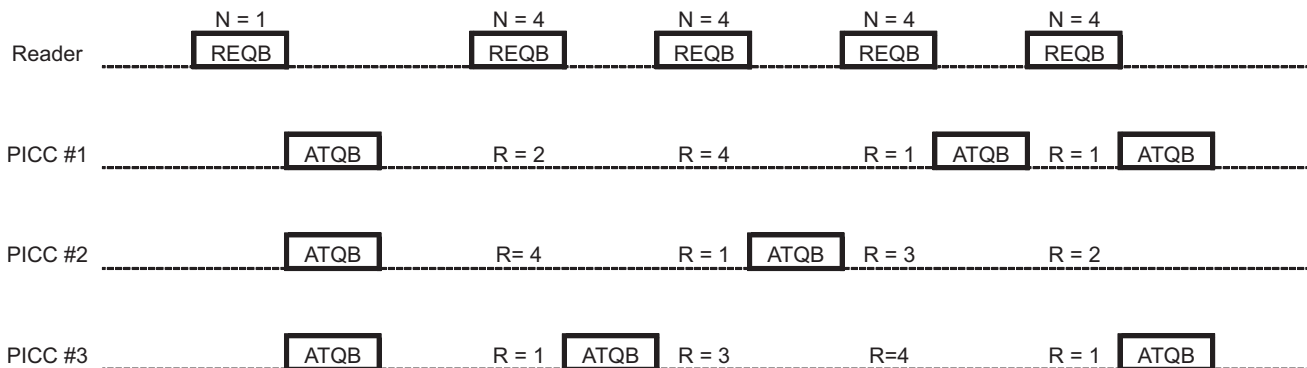 N = 1 N = 4 N = 4 N = 4 N = 4
Reader REQB REQB REQB REQB REQB
PICC #1 ATQB R = 2 R = 4 R = 1 ATQB R = 1 ATQB
PICC #2 ATQB R= 4 R = 1 ATQB R = 3 R = 2
PICC #3 ATQB R = 1 ATQB R = 3 R=4 R = 1 ATQB